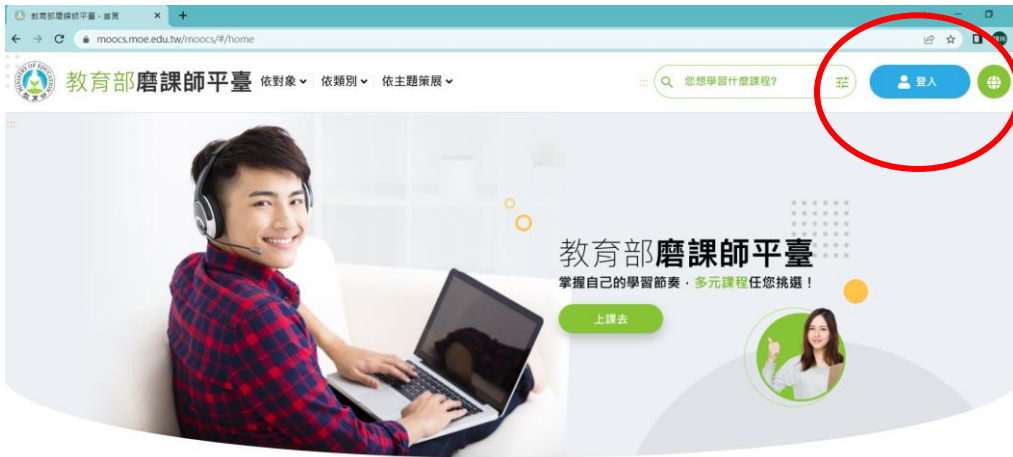 教育部磨課師平臺 - 首頁
moocs.moe.edu.tw/moocs/#/home
教育部磨課師平臺 依對象 依類別 依主題策展 您想學習什麼課程? 登入
教育部磨課師平臺
掌握自己的學習節奏，多元課程任您挑選！
上課去